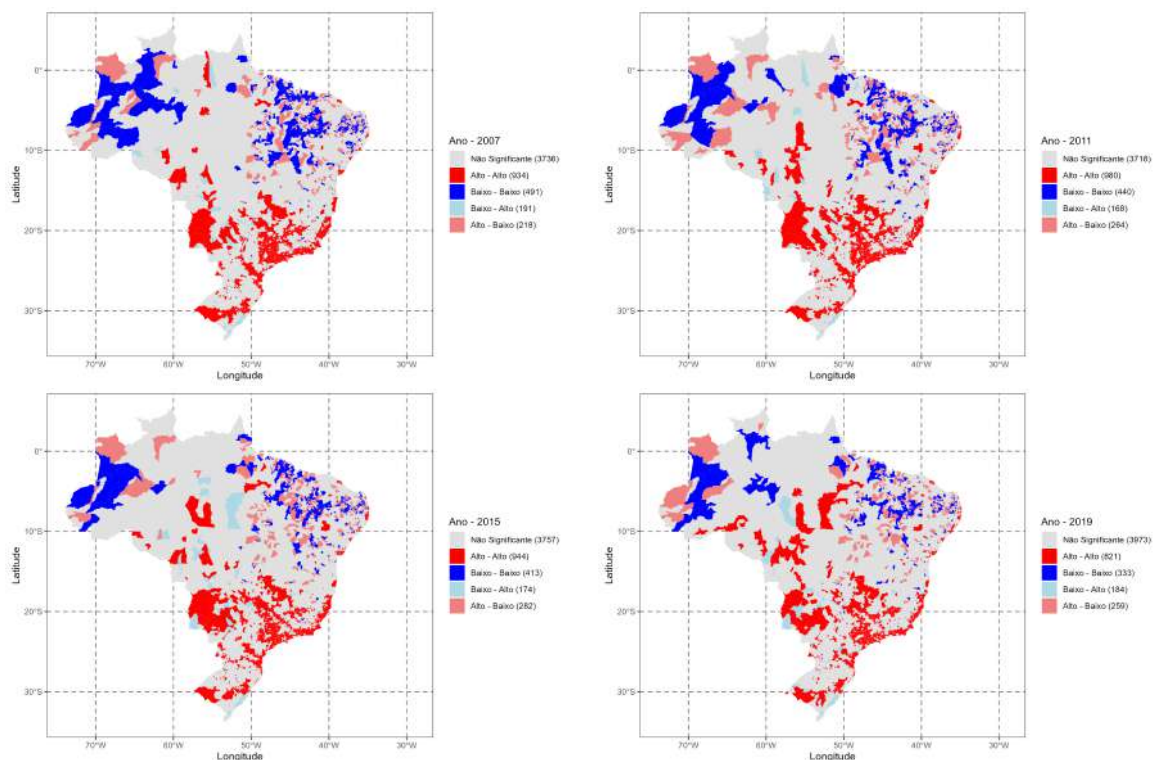 0°
10°S
20°S
30°S
Latitude
70°W 60°W 50°W 40°W 30°W
Longitude
Ano - 2007
Não Significante (3736)
Alto - Alto (934)
Baixo - Baixo (491)
Baixo - Alto (191)
Alto - Baixo (218)
0°
10°S
20°S
30°S
Latitude
70°W 60°W 50°W 40°W 30°W
Longitude
Ano - 2011
Não Significante (3718)
Alto - Alto (980)
Baixo - Baixo (440)
Baixo - Alto (168)
Alto - Baixo (264)
0°
10°S
20°S
30°S
Latitude
70°W 60°W 50°W 40°W 30°W
Longitude
Ano - 2015
Não Significante (3757)
Alto - Alto (944)
Baixo - Baixo (413)
Baixo - Alto (174)
Alto - Baixo (282)
0°
10°S
20°S
30°S
Latitude
70°W 60°W 50°W 40°W 30°W
Longitude
Ano - 2019
Não Significante (3973)
Alto - Alto (821)
Baixo - Baixo (333)
Baixo - Alto (184)
Alto - Baixo (259)